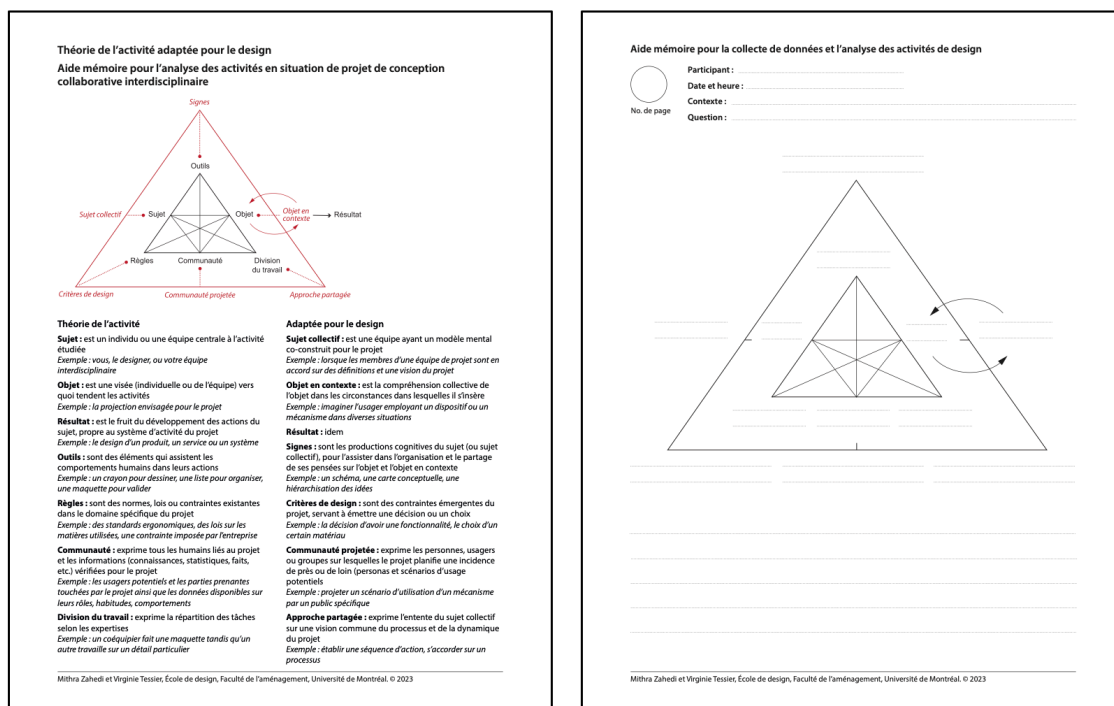 Théorie de l'activité adaptée pour le design
Aide mémoire pour l'analyse des activités en situation de projet de conception
collaborative interdisciplinaire
Signes
Outils
Sujet collectif
Sujet
Objet
Objet en
contexte
Résultat
Règles
Communauté
Division
du travail
Critères de design
Communauté projetée
Approche partagée
Théorie de l'activité
Sujet : est un individu ou une équipe centrale à l'activité
étudiée
Exemple : vous, le designer, ou votre équipe
interdisciplinaire
Objet : est une visée (individuelle ou de l'équipe) vers
quoi tendent les activités
Exemple : la projection envisagée pour le projet
Résultat : est le fruit du développement des actions du
sujet, propre au système d'activité du projet
Exemple : le design d'un produit, un service ou un système
Outils : sont des éléments qui assistent les
comportements humains dans leurs actions
Exemple : un crayon pour dessiner, une liste pour organiser,
une maquette pour valider
Règles : sont des normes, lois ou contraintes existantes
dans le domaine spécifique du projet
Exemple : des standards ergonomiques, des lois sur les
matières utilisées, une contrainte imposée par l'entreprise
Communauté : exprime tous les humains liés au projet
et les informations (connaissances, statistiques, faits,
etc.) vérifiées pour le projet
Exemple : les usagers potentiels et les parties prenantes
touchées par le projet ainsi que les données disponibles sur
leurs rôles, habitudes, comportements
Division du travail : exprime la répartition des tâches
selon les expertises
Exemple : un coéquipier fait une maquette tandis qu'un
autre travaille sur un détail particulier
Adaptée pour le design
Sujet collectif : est une équipe ayant un modèle mental
co-construit pour le projet
Exemple : lorsque les membres d'une équipe de projet sont en
accord sur des définitions et une vision du projet
Objet en contexte : est la compréhension collective de
l'objet dans les circonstances dans lesquelles il s'insère
Exemple : imaginer l'usager employant un dispositif ou un
mécanisme dans diverses situations
Résultat : idem
Signes : sont les productions cognitives du sujet (ou sujet
collectif), pour l'assister dans l'organisation et le partage
de ses pensées sur l'objet et l'objet en contexte
Exemple : un schéma, une carte conceptuelle, une
hiérarchisation des idées
Critères de design : sont des contraintes émergentes du
projet, servant à émettre une décision ou un choix
Exemple : la décision d'avoir une fonctionnalité, le choix d'un
certain matériau
Communauté projetée : exprime les personnes, usagers
ou groupes sur lesquelles le projet planifie une incidence
de près ou de loin (personas et scénarios d'usage
potentiels
Exemple : projeter un scénario d'utilisation d'un mécanisme
par un public spécifique
Approche partagée : exprime l'entente du sujet collectif
sur une vision commune du processus et de la dynamique
du projet
Exemple : établir une séquence d'action, s'accorder sur un
processus
Mithra Zahedi et Virginie Tessier, École de design, Faculté de l'aménagement, Université de Montréal. © 2023
Aide mémoire pour la collecte de données et l'analyse des activités de design
No. de page
Participant :
Date et heure :
Contexte :
Question :
Mithra Zahedi et Virginie Tessier, École de design, Faculté de l'aménagement, Université de Montréal. © 2023